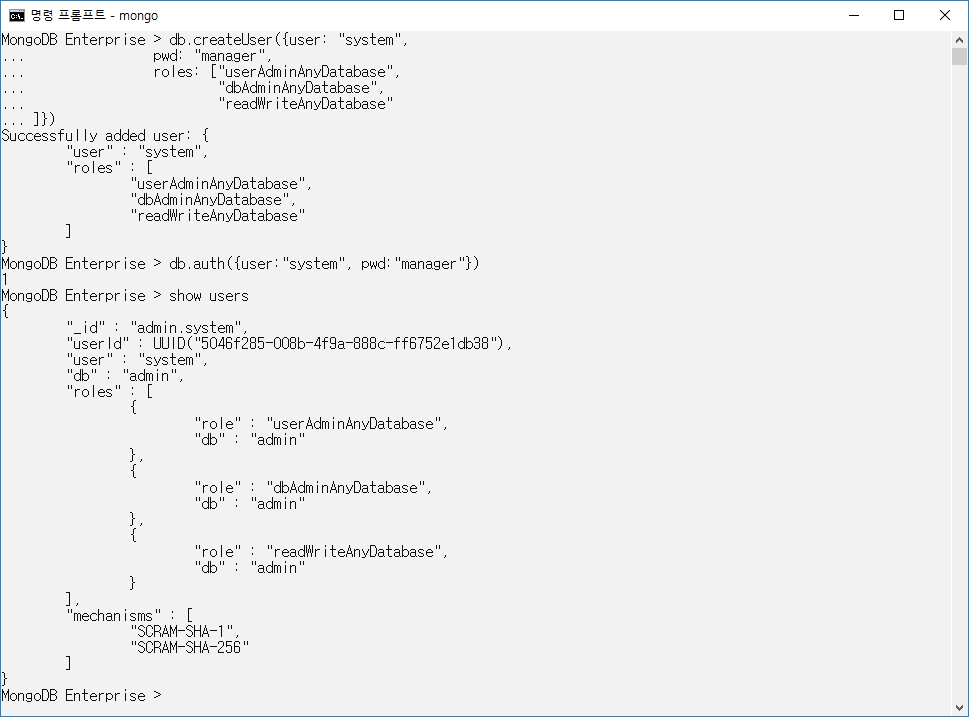 명령 프롬프트 - mongo
MongoDB Enterprise > db.createUser({user: "system",
...                pwd: "manager",
...                roles: ["userAdminAnyDatabase",
...                        "dbAdminAnyDatabase",
...                        "readWriteAnyDatabase"
... ]})
Successfully added user: {
        "user" : "system",
        "roles" : [
                "userAdminAnyDatabase",
                "dbAdminAnyDatabase",
                "readWriteAnyDatabase"
        ]
}
MongoDB Enterprise > db.auth({user:"system", pwd:"manager"})
1
MongoDB Enterprise > show users
{
        "_id" : "admin.system",
        "userId" : UUID("5046f285-008b-4f9a-888c-ff6752e1db38"),
        "user" : "system",
        "db" : "admin",
        "roles" : [
                {
                        "role" : "userAdminAnyDatabase",
                        "db" : "admin"
                },
                {
                        "role" : "dbAdminAnyDatabase",
                        "db" : "admin"
                },
                {
                        "role" : "readWriteAnyDatabase",
                        "db" : "admin"
                }
        ],
        "mechanisms" : [
                "SCRAM-SHA-1",
                "SCRAM-SHA-256"
        ]
}
MongoDB Enterprise >